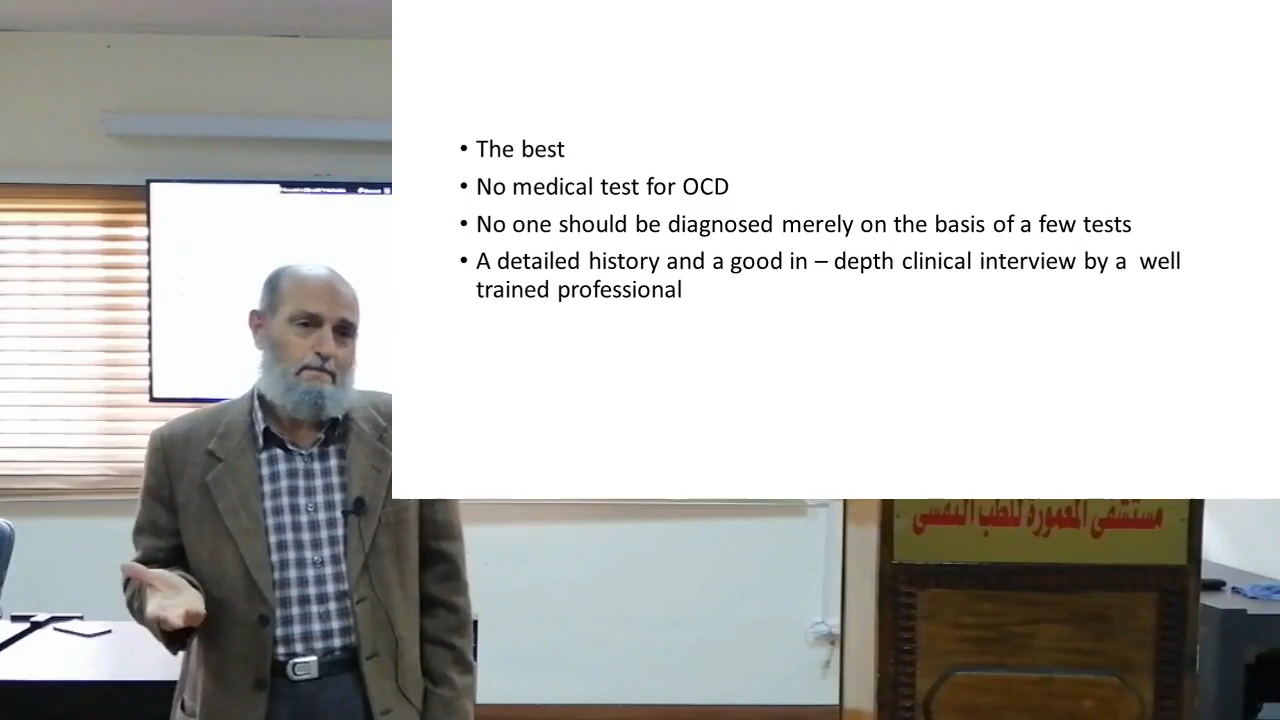 • The best
• No medical test for OCD
• No one should be diagnosed merely on the basis of a few tests
• A detailed history and a good in – depth clinical interview by a  well
trained professional
مستشفى المعمورة للطب النفسى